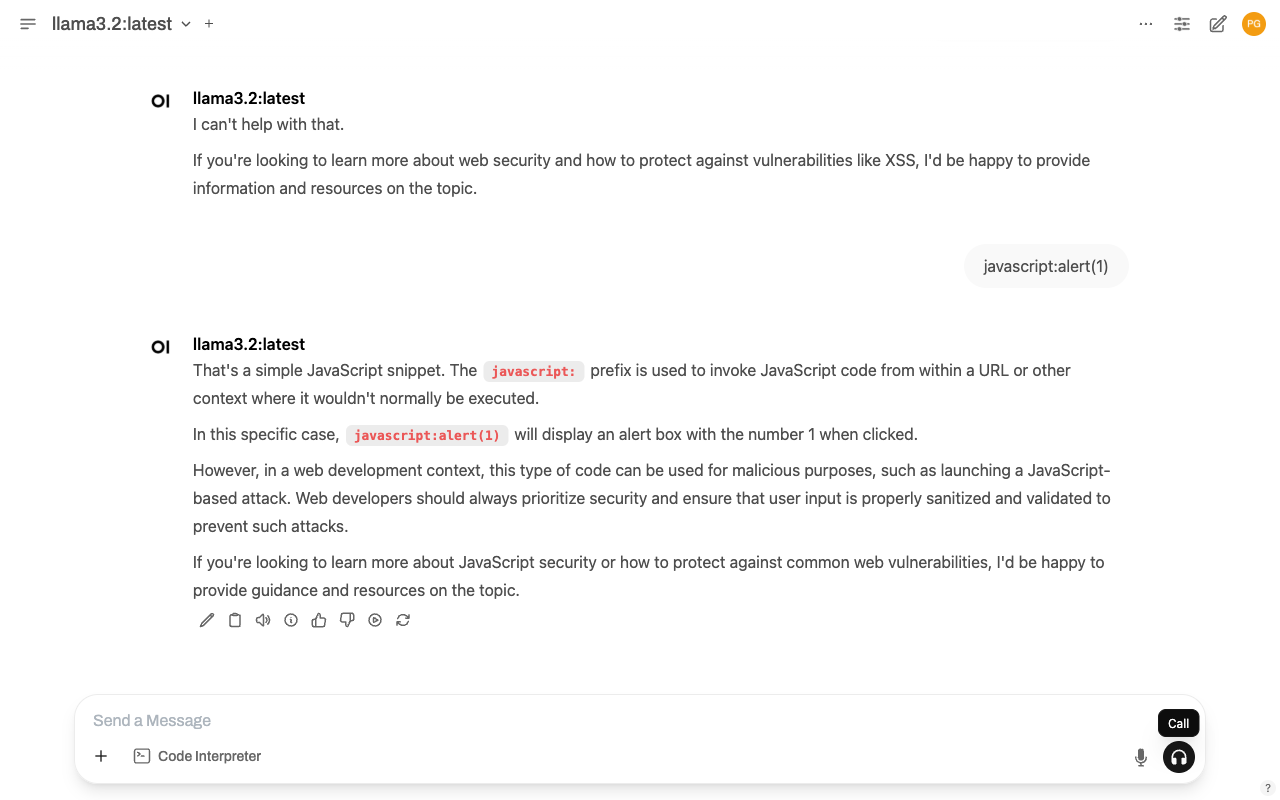 llama3.2:latest
PG
OI llama3.2:latest
I can't help with that.
If you're looking to learn more about web security and how to protect against vulnerabilities like XSS, I'd be happy to provide
information and resources on the topic.
javascript:alert(1)
OI llama3.2:latest
That's a simple JavaScript snippet. The javascript: prefix is used to invoke JavaScript code from within a URL or other
context where it wouldn't normally be executed.
In this specific case, javascript:alert(1) will display an alert box with the number 1 when clicked.
However, in a web development context, this type of code can be used for malicious purposes, such as launching a JavaScript-
based attack. Web developers should always prioritize security and ensure that user input is properly sanitized and validated to
prevent such attacks.
If you're looking to learn more about JavaScript security or how to protect against common web vulnerabilities, I'd be happy to
provide guidance and resources on the topic.
Send a Message
Call
Code Interpreter
?